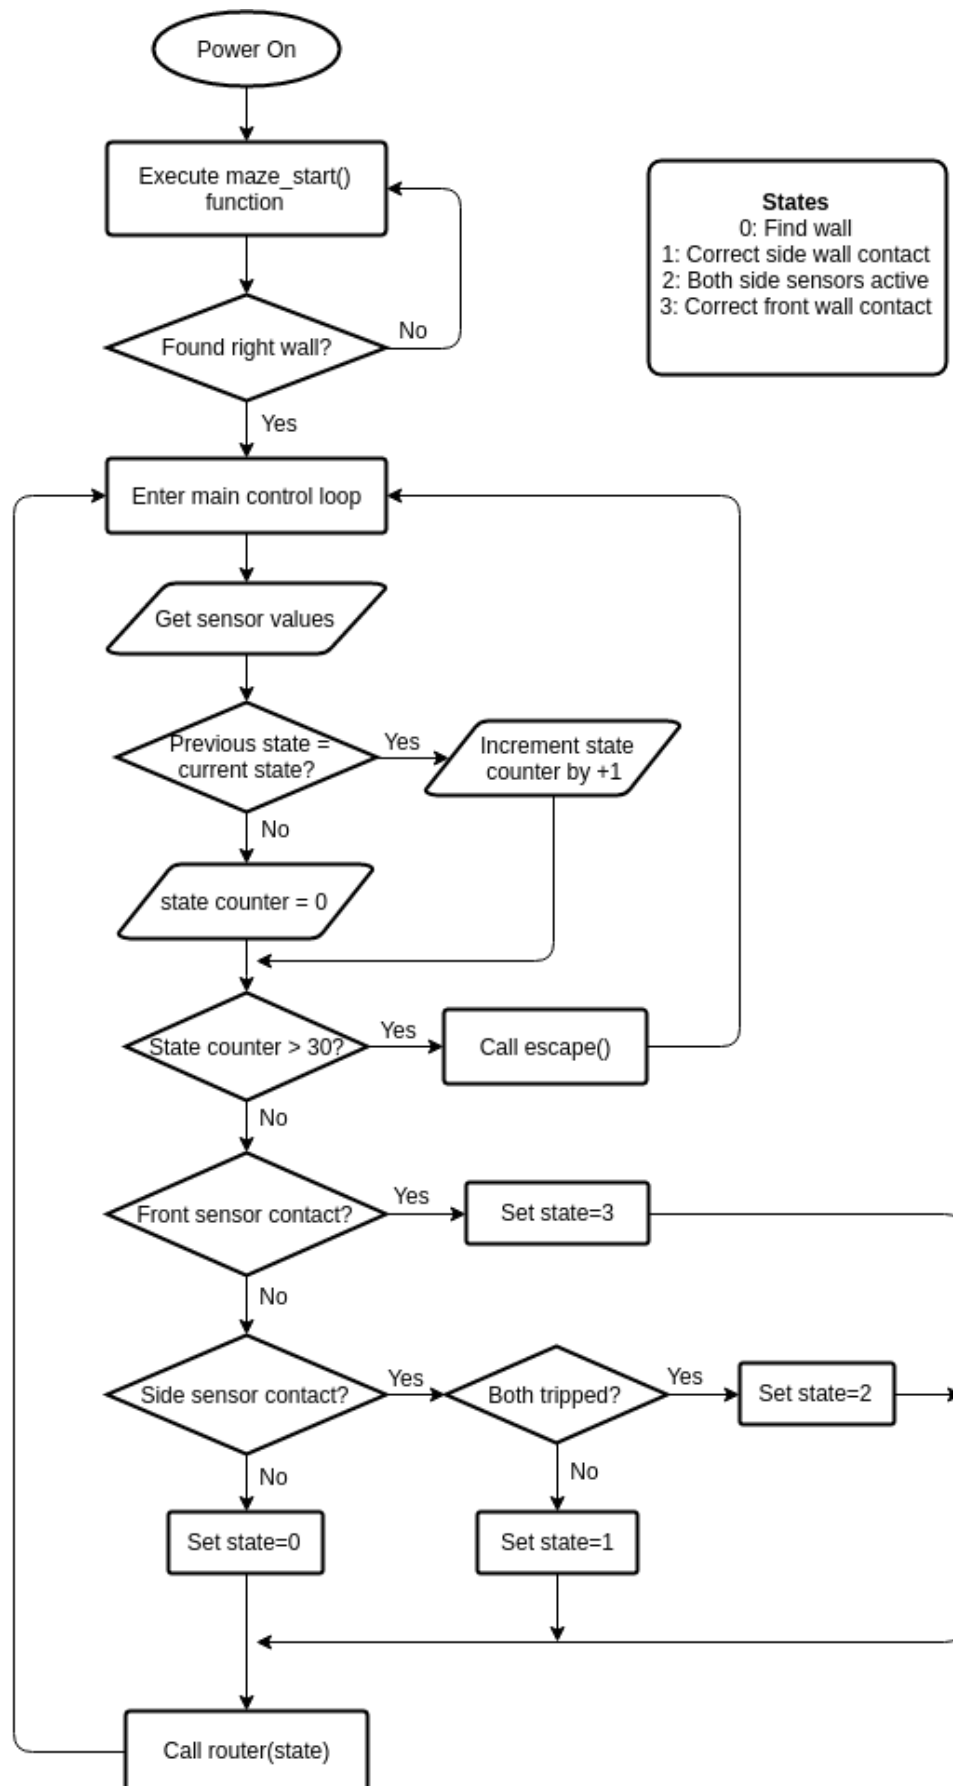 Power On
Execute maze_start()
function
States
0: Find wall
1: Correct side wall contact
2: Both side sensors active
3: Correct front wall contact
No
Found right wall?
Yes
Enter main control loop
Get sensor values
Previous state =
current state?
Yes
Increment state
counter by +1
No
state counter = 0
State counter > 30?
Yes
Call escape()
No
Front sensor contact?
Yes
Set state=3
No
Side sensor contact?
Yes
Both tripped?
Yes
Set state=2
No
No
Set state=0
Set state=1
Call router(state)